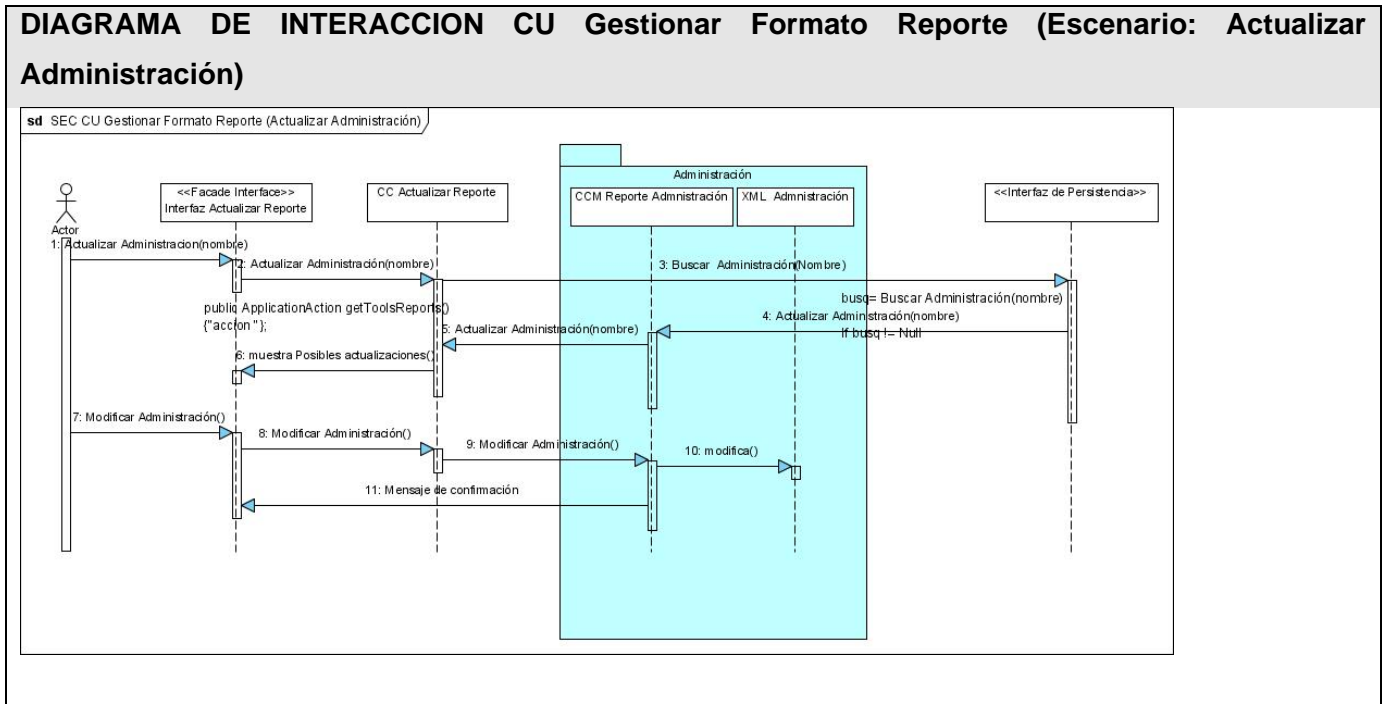 DIAGRAMA DE INTERACCION CU Gestionar Formato Reporte (Escenario: Actualizar
Administración)
sd SEC CU Gestionar Formato Reporte (Actualizar Administración)
Administración
<<Facade Interface>>
Interfaz Actualizar Reporte
CC Actualizar Reporte
CCM Reporte Admnistración
XML Admnistración
<<Interfaz de Persistencia>>
Actor
1: Actualizar Administracion(nombre)
2: Actualizar Administración(nombre)
3: Buscar Administración(Nombre)
public ApplicationAction getToolsReports()
{"accion"};
busq= Buscar Administración(nombre)
4: Actualizar Administración(nombre)
If busq != Null
5: Actualizar Administración(nombre)
6: muestra Posibles actualizaciones()
7: Modificar Administración()
8: Modificar Administración()
9: Modificar Administración()
10: modifica()
11: Mensaje de confirmación